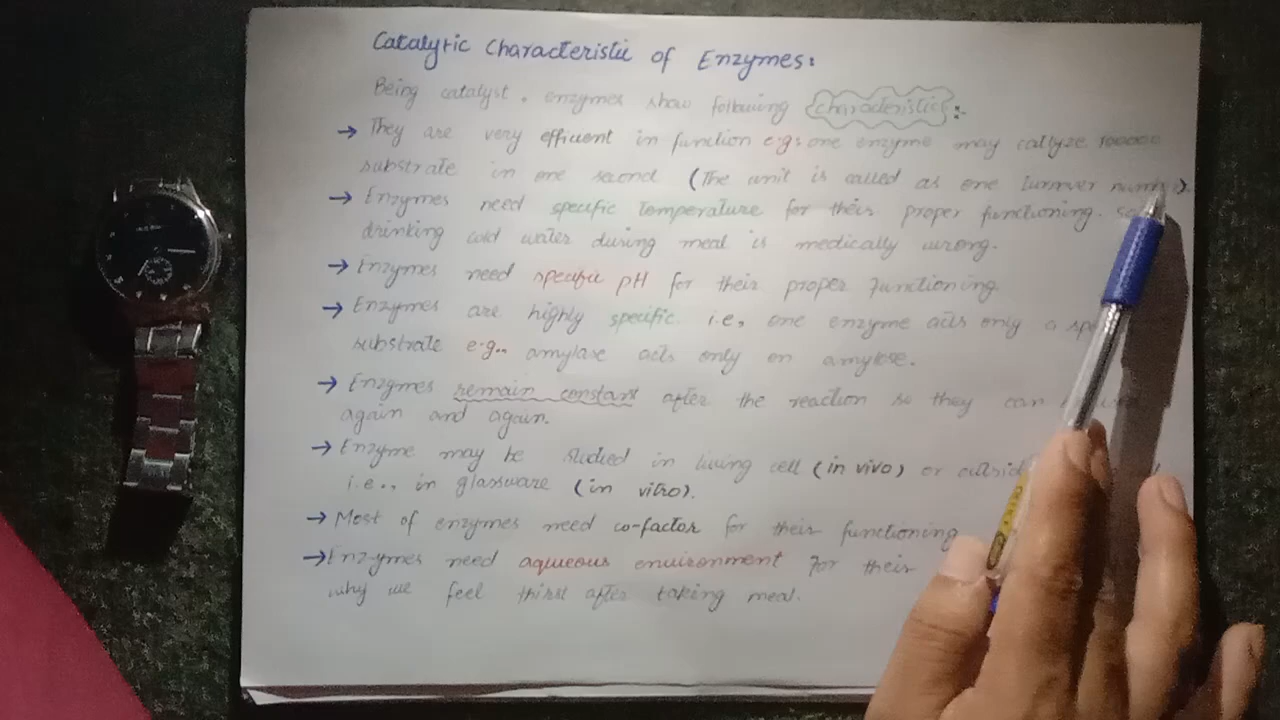 Catalytic Characteristic of Enzymes:
Being catalyst, enzymes show following characteristics:
→ They are very efficient in function e.g: one enzyme may catlyze 100000
substrate in one second (The unit is called as one turnover number).
→ Enzymes need specific temperature for their proper functioning. so
drinking cold water during meal is medically wrong.
→ Enzymes need specific pH for their proper functioning.
→ Enzymes are highly specific. i.e., one enzyme acts only a
substrate e.g.. amylase acts only on amylose.
→ Enzymes remain constant after the reaction so they can
again and again.
→ Enzyme may be studied in living cell (in vivo) or
i.e.., in glassware (in vitro).
→ Most of enzymes need co-factor for their functioning
→ Enzymes need aqueous environment for their
why we feel thirst after taking meal.